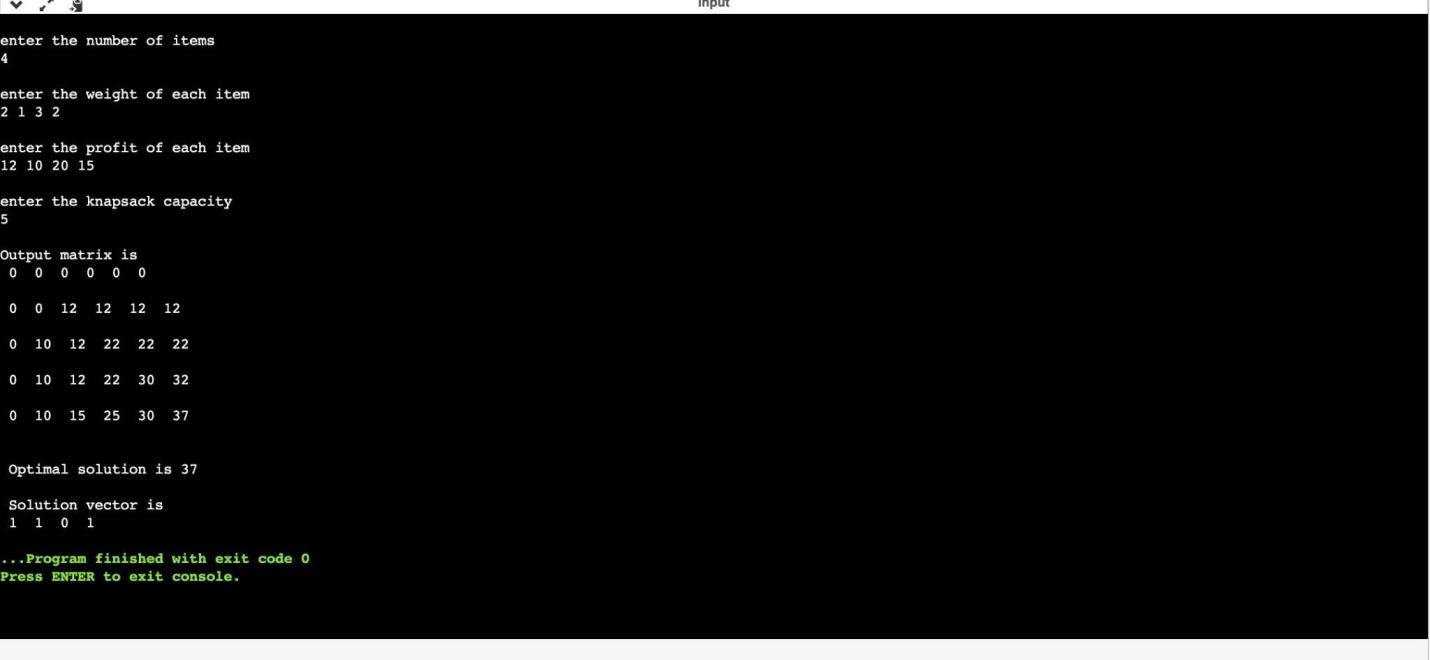 Input
enter the number of items
4
enter the weight of each item
2 1 3 2
enter the profit of each item
12 10 20 15
enter the knapsack capacity
5
Output matrix is
0 0 0 0 0 0
0 0 12 12 12 12
0 10 12 22 22 22
0 10 12 22 30 32
0 10 15 25 30 37
Optimal solution is 37
Solution vector is
1 1 0 1
...Program finished with exit code 0
Press ENTER to exit console.